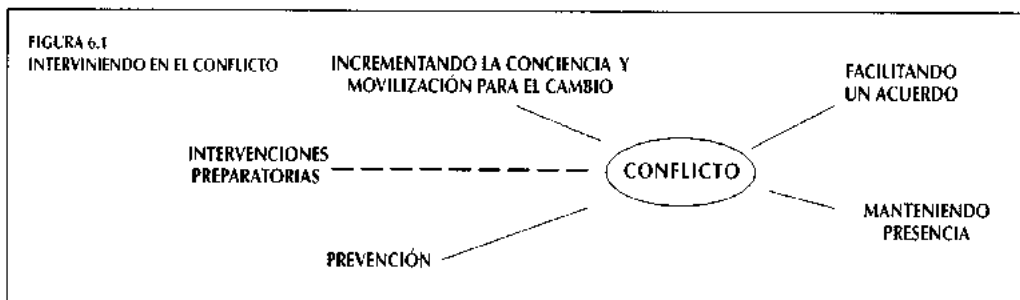 FIGURA 6.1
INTERVINIENDO EN EL CONFLICTO
INCREMENTANDO LA CONCIENCIA Y
MOVILIZACIÓN PARA EL CAMBIO
FACILITANDO
UN ACUERDO
INTERVENCIONES
PREPARATORIAS
CONFLICTO
MANTENIENDO
PRESENCIA
PREVENCIÓN